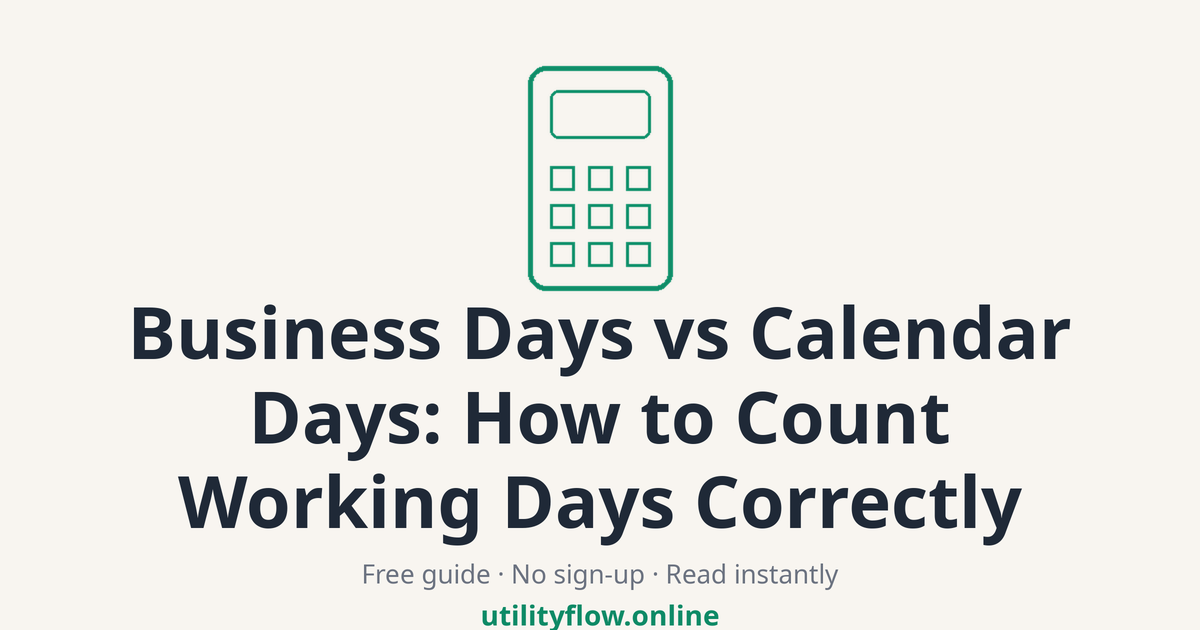 Business Days vs Calendar
Days: How to Count
Working Days Correctly
Free guide · No sign-up · Read instantly
utilityflow.online